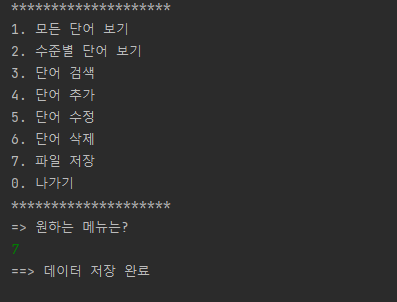 ********************
1. 모든 단어 보기
2. 수준별 단어 보기
3. 단어 검색
4. 단어 추가
5. 단어 수정
6. 단어 삭제
7. 파일 저장
0. 나가기
********************
=> 원하는 메뉴는?
7
==> 데이터 저장 완료